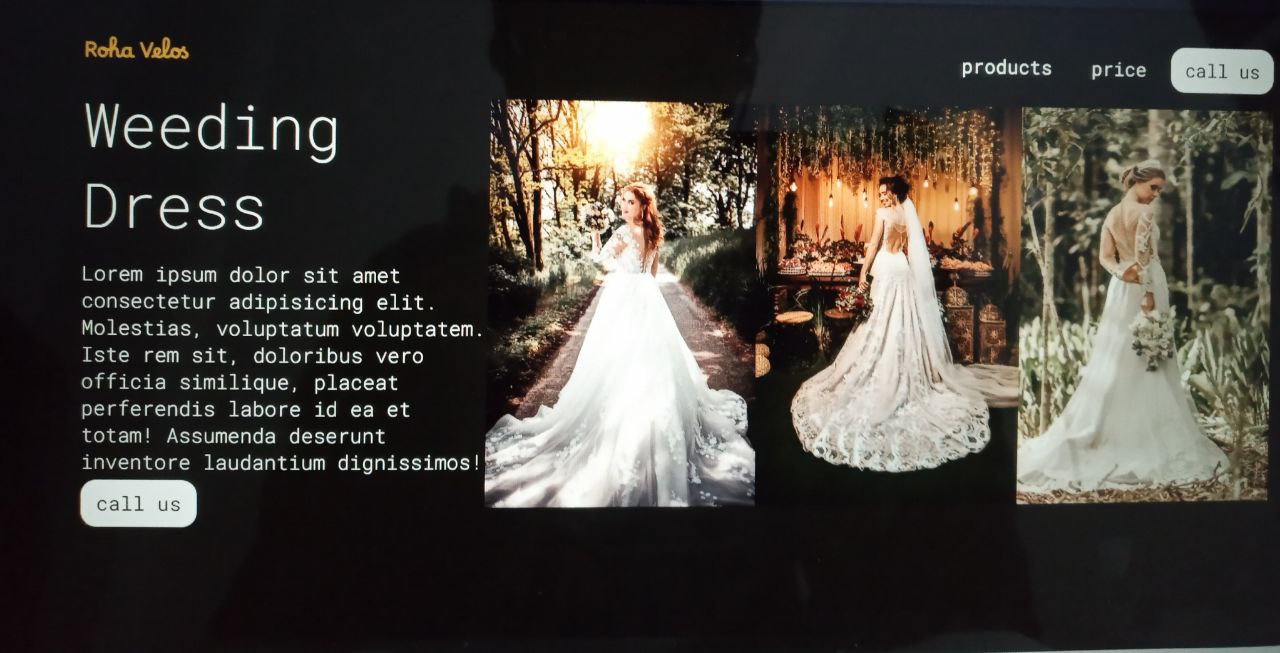 Roha Velos
products price call us
Weeding
Dress
Lorem ipsum dolor sit amet
consectetur adipisicing elit.
Molestias, voluptatum voluptatem.
Iste rem sit, doloribus vero
officia similique, placeat
perferendis labore id ea et
totam! Assumenda deserunt
inventore laudantium dignissimos!
call us